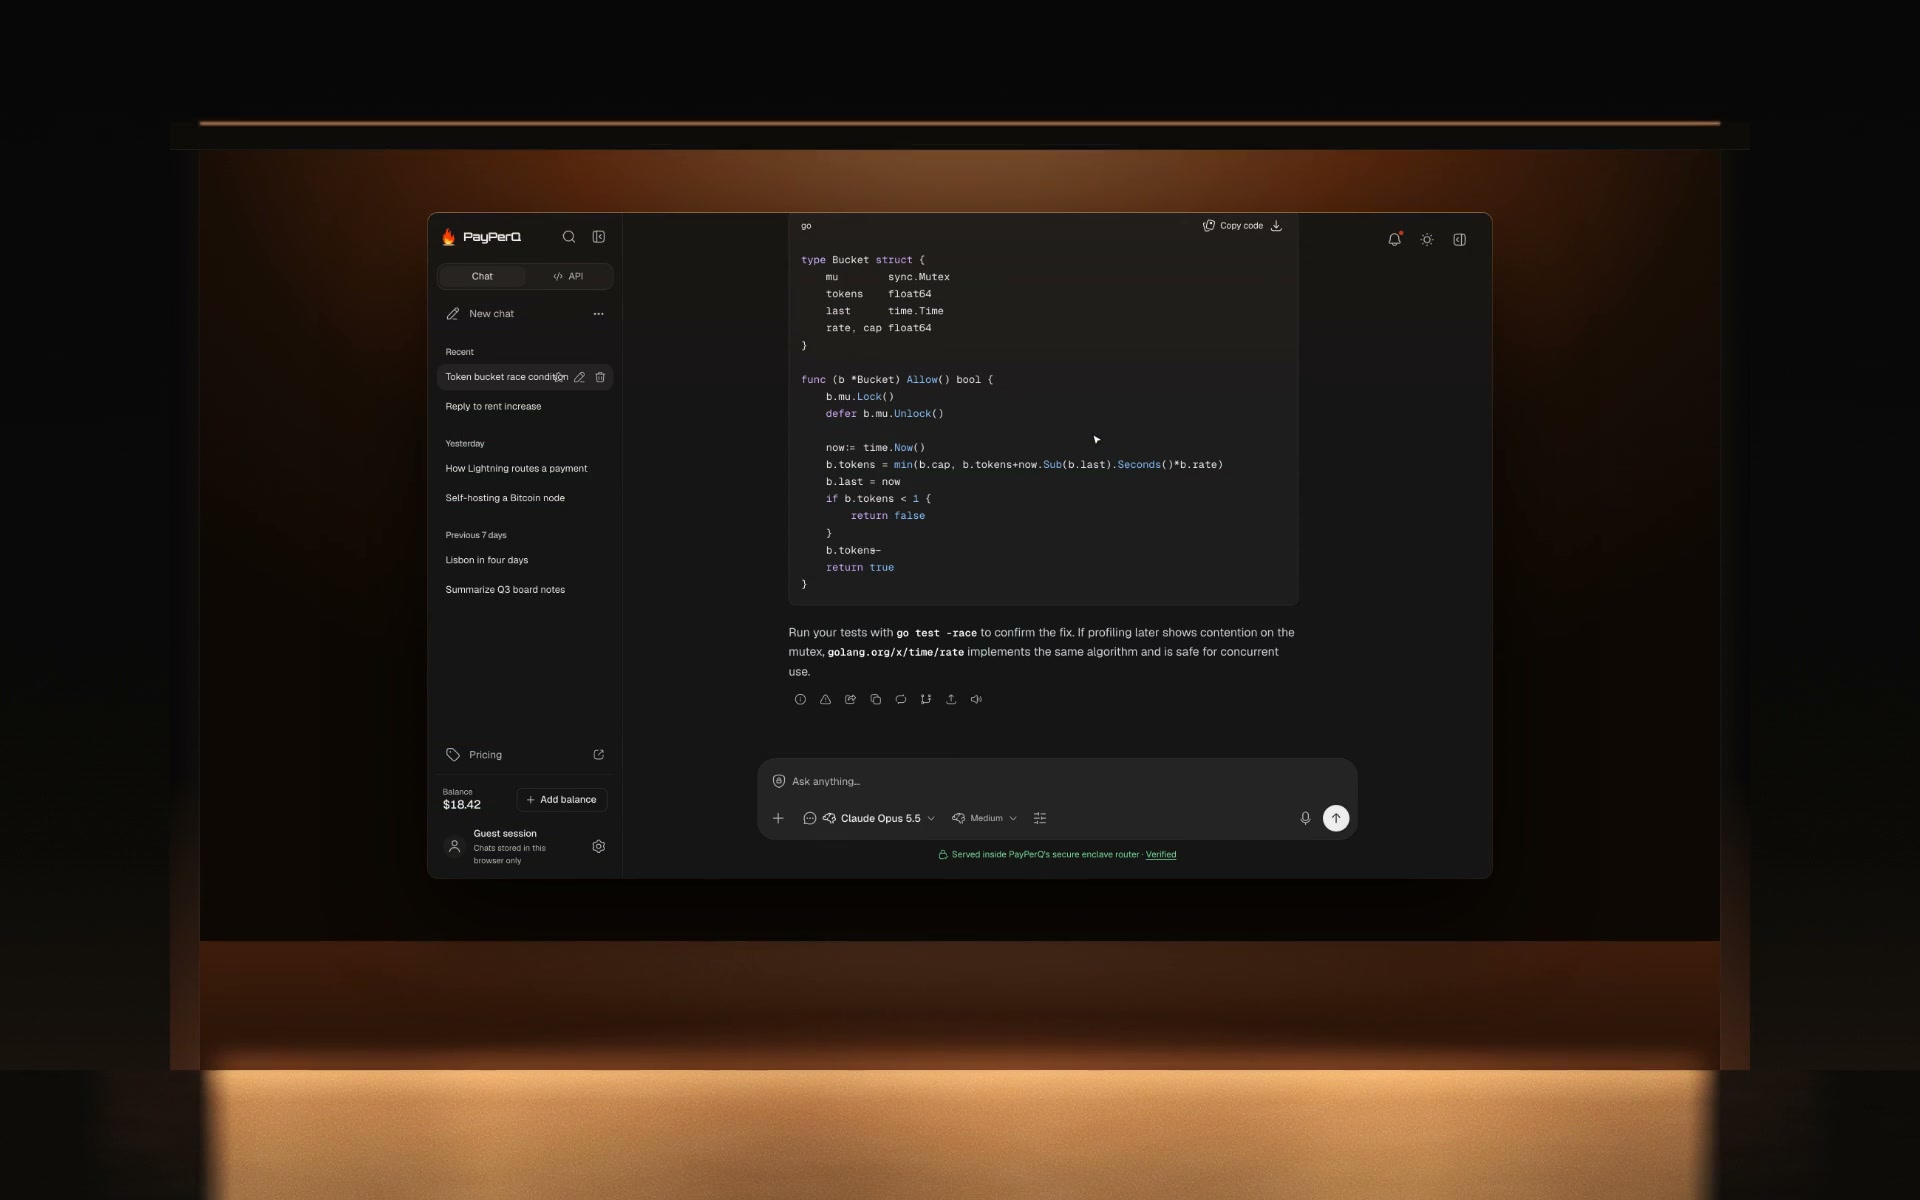 PayPerQ
Chat
API
New chat
Recent
Token bucket race condition
Reply to rent increase
Yesterday
How Lightning routes a payment
Self-hosting a Bitcoin node
Previous 7 days
Lisbon in four days
Summarize Q3 board notes
Pricing
Balance
$18.42
Add balance
Guest session
Chats stored in this
browser only
go
Copy code
type Bucket struct {
    mu        sync.Mutex
    tokens    float64
    last      time.Time
    rate, cap float64
}
func (b *Bucket) Allow() bool {
    b.mu.Lock()
    defer b.mu.Unlock()
    now := time.Now()
    b.tokens = min(b.cap, b.tokens+now.Sub(b.last).Seconds()*b.rate)
    b.last = now
    if b.tokens < 1 {
        return false
    }
    b.tokens--
    return true
}
Run your tests with go test -race to confirm the fix. If profiling later shows contention on the
mutex, golang.org/x/time/rate implements the same algorithm and is safe for concurrent
use.
Ask anything...
Claude Opus 5.5
Medium
Served inside PayPerQ's secure enclave router · Verified